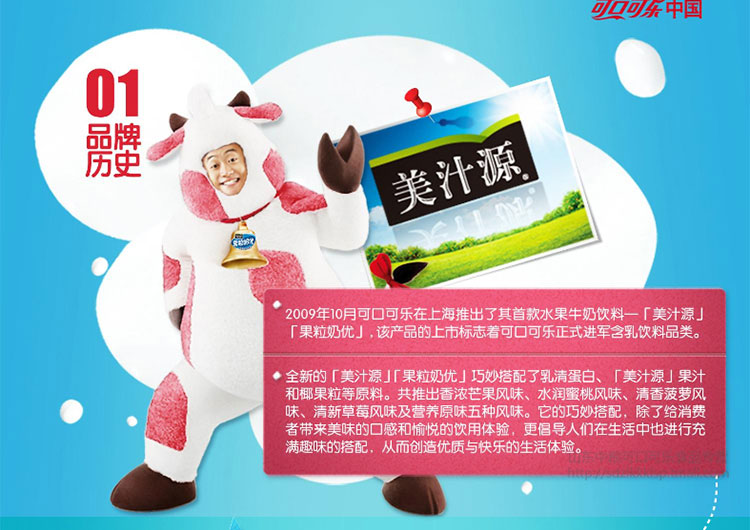 可口可乐中国
01
品牌
历史
美汁源
果粒奶优
2009年10月可口可乐在上海推出了其首款水果牛奶饮料—「美汁源」
「果粒奶优」,该产品的上市标志着可口可乐正式进军含乳饮料品类。
全新的「美汁源」「果粒奶优」巧妙搭配了乳清蛋白、「美汁源」果汁
和椰果粒等原料。共推出香浓芒果风味、水润蜜桃风味、清香菠萝风
味、清新草莓风味及营养原味五种风味。它的巧妙搭配，除了给消费
者带来美味的口感和愉悦的饮用体验，更倡导人们在生活中也进行充
满趣味的搭配，从而创造优质与快乐的生活体验。